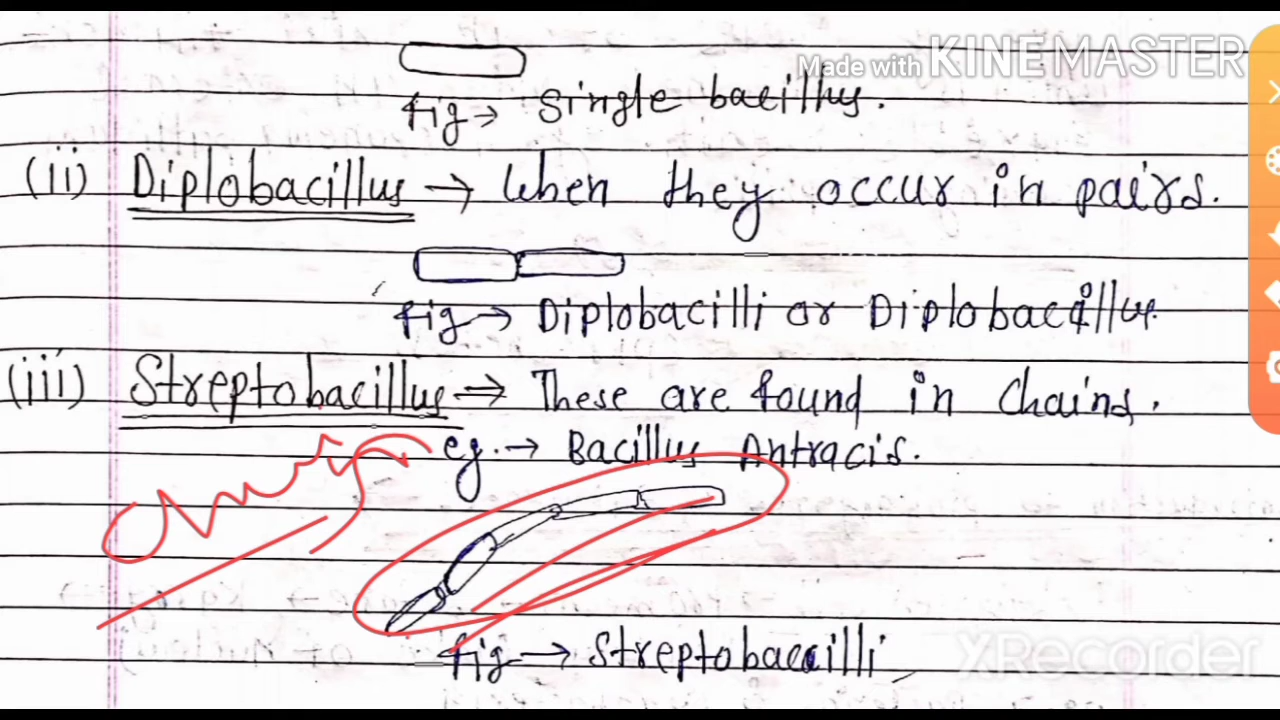 Made with KINEMASTER
fig → Single bacillus.
(ii) Diplobacillus → When they occur in pairs.
fig → Diplobacilli or Diplobacillus.
(iii) Streptobacillus → These are found in Chains.
eg. → Bacillus Antracis.
fig → Streptobacilli
XRecorder